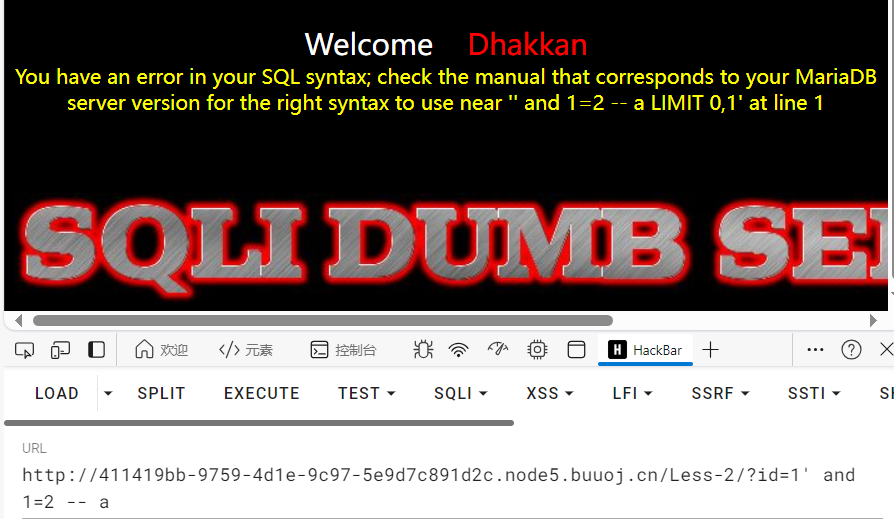 Welcome Dhakkan
You have an error in your SQL syntax; check the manual that corresponds to your MariaDB
server version for the right syntax to use near '' and 1=2 -- a LIMIT 0,1' at line 1
SQLI DUMB SE
欢迎 </> 元素 控制台 HackBar
LOAD SPLIT EXECUTE TEST SQLI XSS LFI SSRF SSTI
URL
http://411419bb-9759-4d1e-9c97-5e9d7c891d2c.node5.buuoj.cn/Less-2/?id=1' and
1=2 -- a